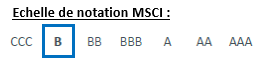 Echelle de notation MSCI :
CCC B BB BBB A AA AAA